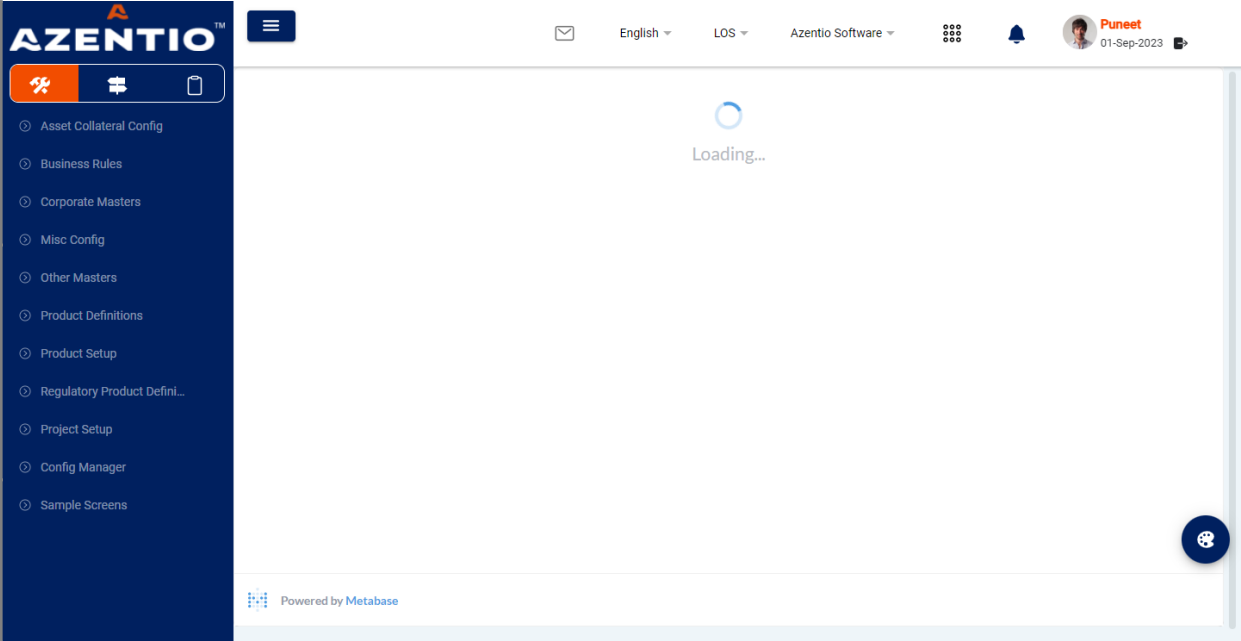 AZENTIO™
English
LOS
Azentio Software
Puneet
01-Sep-2023
Asset Collateral Config
Business Rules
Corporate Masters
Misc Config
Other Masters
Product Definitions
Product Setup
Regulatory Product Defini...
Project Setup
Config Manager
Sample Screens
Loading...
Powered by Metabase